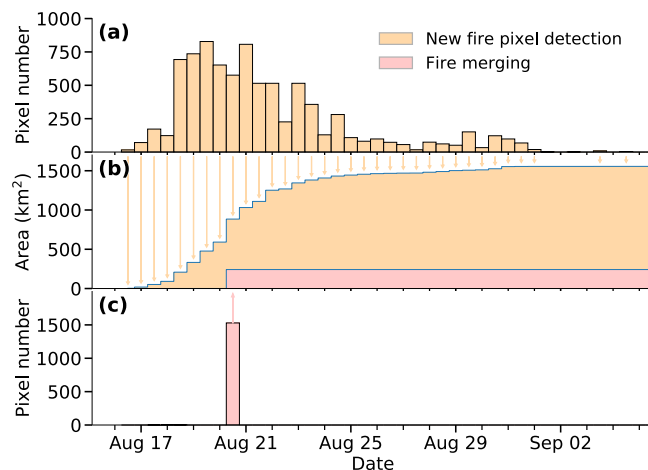 (a)
1000
750
500
250
0
Pixel number
New fire pixel detection
Fire merging
(b)
1500
1000
500
0
Area (km²)
(c)
1500
1000
500
0
Pixel number
Aug 17 Aug 21 Aug 25 Aug 29 Sep 02
Date